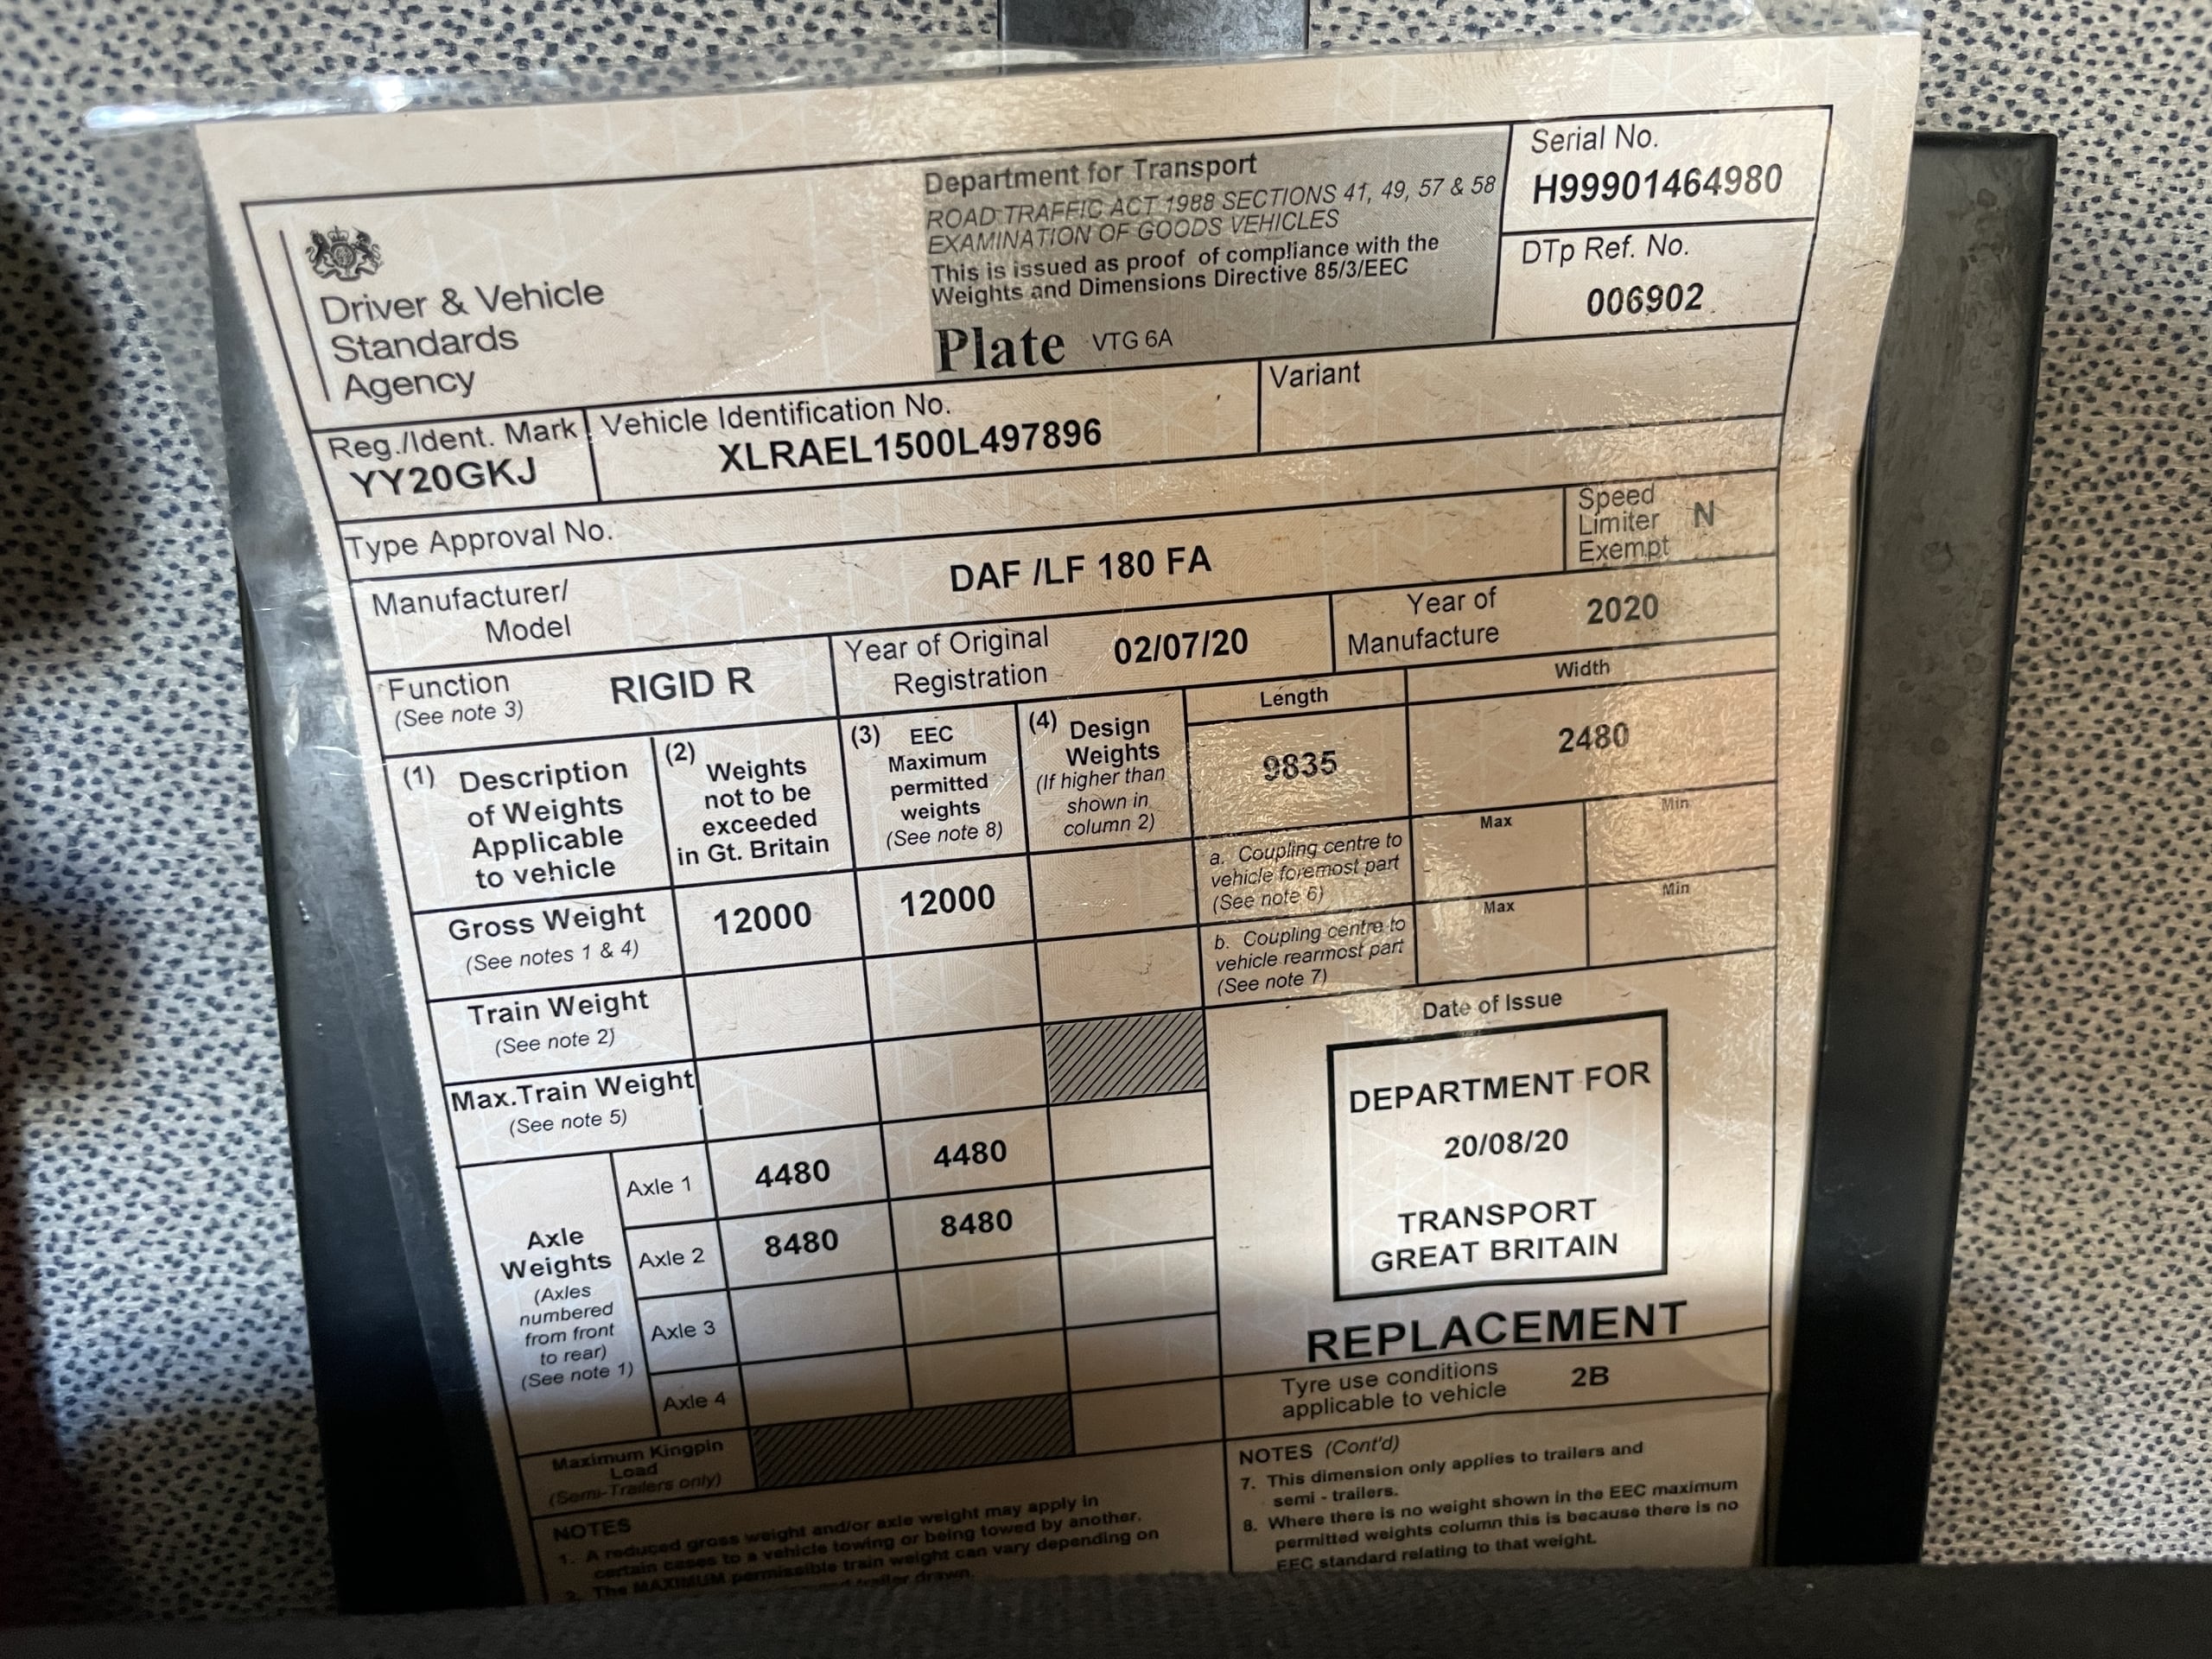 Driver & Vehicle
Standards
Agency
Department for Transport
ROAD TRAFFIC ACT 1988 SECTIONS 41, 49, 57 & 58
EXAMINATION OF GOODS VEHICLES
This is issued as proof of compliance with the
Weights and Dimensions Directive 85/3/EEC
Plate VTG 6A
Serial No.
H99901464980
DTp Ref. No.
006902
Reg./Ident. Mark
YY20GKJ
Vehicle Identification No.
XLRAEL1500L497896
Variant
Type Approval No.
Manufacturer/
Model
DAF /LF 180 FA
Speed
Limiter
Exempt
N
Function
(See note 3)
RIGID R
Year of Original
Registration
02/07/20
Year of
Manufacture
2020
(1) Description
of Weights
Applicable
to vehicle
(2) Weights
not to be
exceeded
in Gt. Britain
(3) EEC
Maximum
permitted
weights
(See note 8)
(4) Design
Weights
(If higher than
shown in
column 2)
Length
9835
Width
2480
Gross Weight
(See notes 1 & 4)
12000
12000
a. Coupling centre to
vehicle foremost part
(See note 6)
Max
Min
Train Weight
(See note 2)
b. Coupling centre to
vehicle rearmost part
(See note 7)
Max
Min
Max.Train Weight
(See note 5)
Axle
Weights
(Axles
numbered
from front
to rear)
(See note 1)
Axle 1
4480
4480
Axle 2
8480
8480
Axle 3
Axle 4
Maximum Kingpin
Load
(Semi-Trailers only)
Date of Issue
DEPARTMENT FOR
20/08/20
TRANSPORT
GREAT BRITAIN
REPLACEMENT
Tyre use conditions
applicable to vehicle
2B
NOTES
1. A reduced gross weight and/or axle weight may apply in
certain cases to a vehicle towing or being towed by another.
2. The MAXIMUM permissible train weight can vary depending on
trailer drawn.
NOTES (Cont'd)
7. This dimension only applies to trailers and
semi - trailers.
8. Where there is no weight shown in the EEC maximum
permitted weights column this is because there is no
EEC standard relating to that weight.